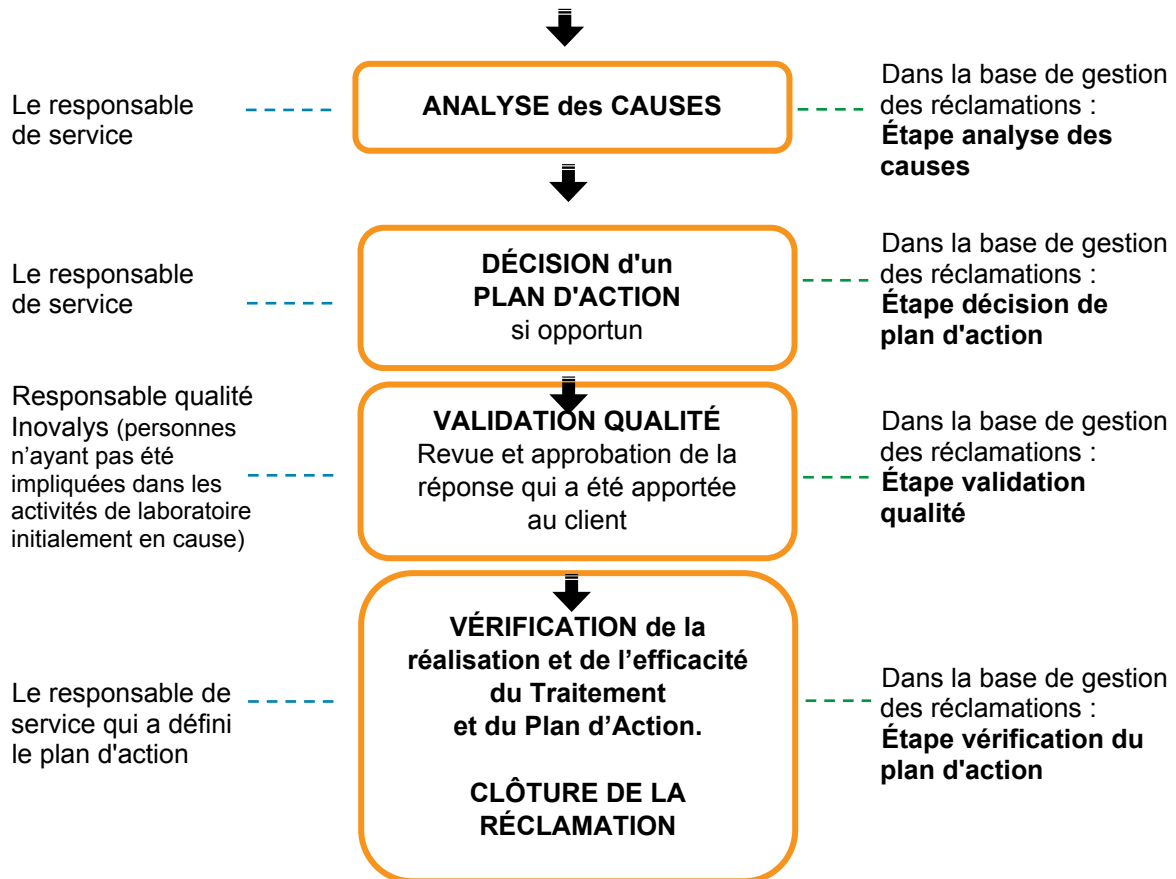 Le responsable
de service
ANALYSE des CAUSES
Dans la base de gestion
des réclamations :
Étape analyse des
causes
Le responsable
de service
DÉCISION d'un
PLAN D'ACTION
si opportun
Dans la base de gestion
des réclamations :
Étape décision de
plan d'action
Responsable qualité
Inovalys (personnes
n’ayant pas été
impliquées dans les
activités de laboratoire
initialement en cause)
VALIDATION QUALITÉ
Revue et approbation de la
réponse qui a été apportée
au client
Dans la base de gestion
des réclamations :
Étape validation
qualité
Le responsable de
service qui a défini
le plan d'action
VÉRIFICATION de la
réalisation et de l’efficacité
du Traitement
et du Plan d’Action.
CLÔTURE DE LA
RÉCLAMATION
Dans la base de gestion
des réclamations :
Étape vérification du
plan d'action